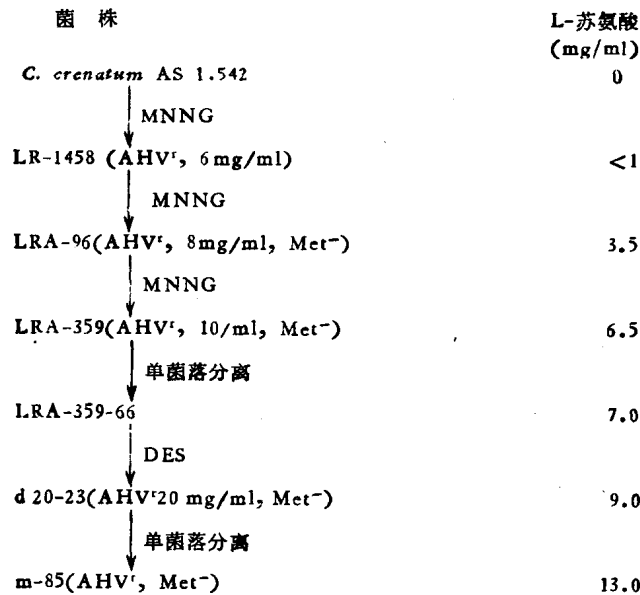 菌 株 L-苏氨酸
(mg/ml)
C. crenatum AS 1.542 0
MNNG
LR-1458 (AHVʳ, 6mg/ml) <1
MNNG
LRA-96(AHVʳ, 8mg/ml, Met⁻) 3.5
MNNG
LRA-359(AHVʳ, 10/ml, Met⁻) 6.5
单菌落分离
LRA-359-66 7.0
DES
d 20-23(AHVʳ20 mg/ml, Met⁻) 9.0
单菌落分离
m-85(AHVʳ, Met⁻) 13.0